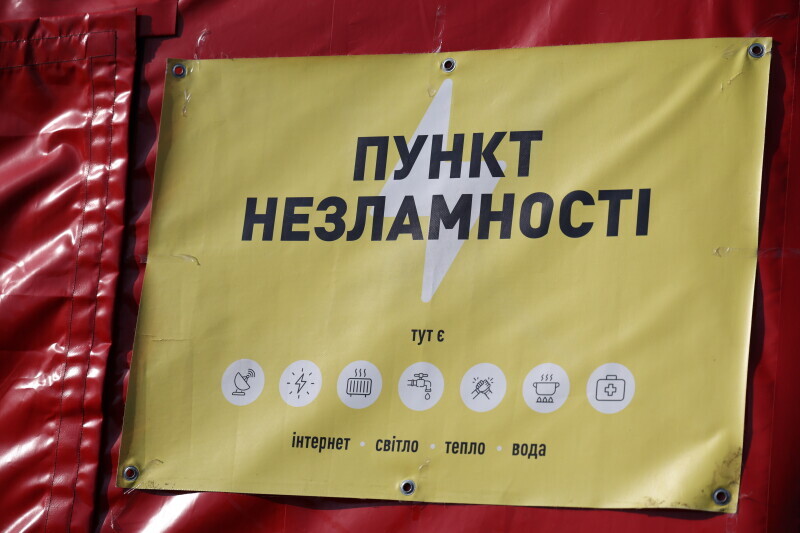 ПУНКТ
НЕЗЛАМНОСТІ
тут є
інтернет • світло • тепло • вода